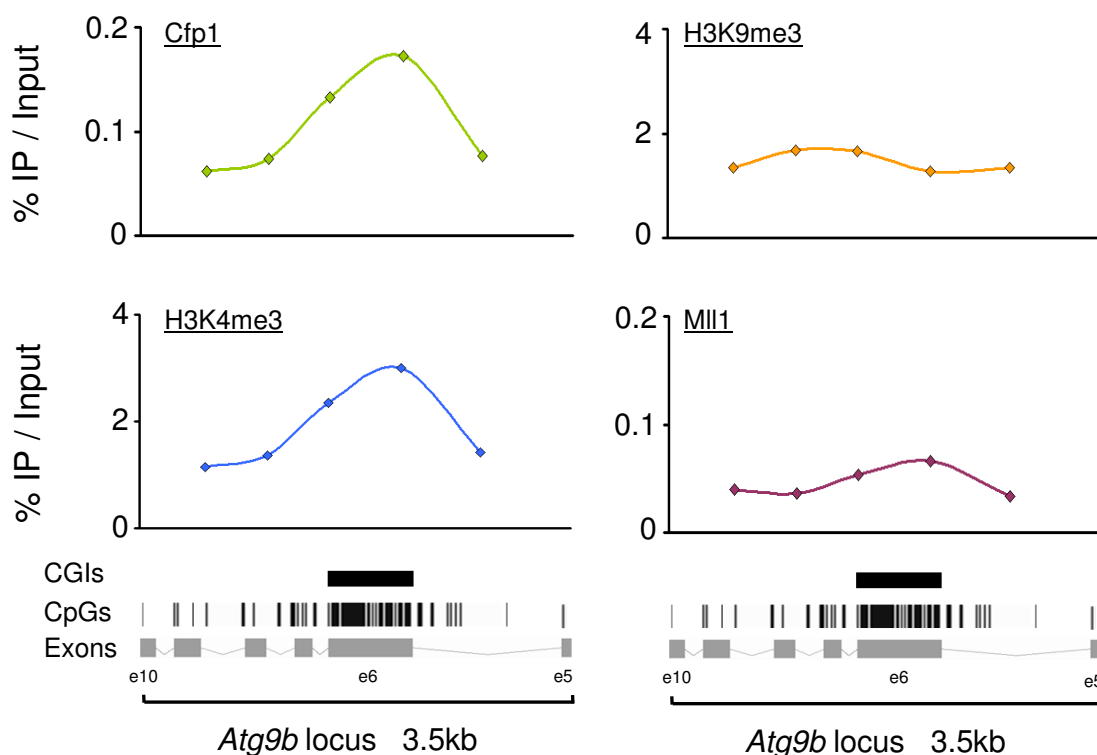 Cfp1
% IP / Input
0.2
0.1
0
H3K9me3
4
2
0
H3K4me3
% IP / Input
4
2
0
Mll1
0.2
0.1
0
CGIs
CpGs
Exons
e10 e6 e5
Atg9b locus 3.5kb
e10 e6 e5
Atg9b locus 3.5kb